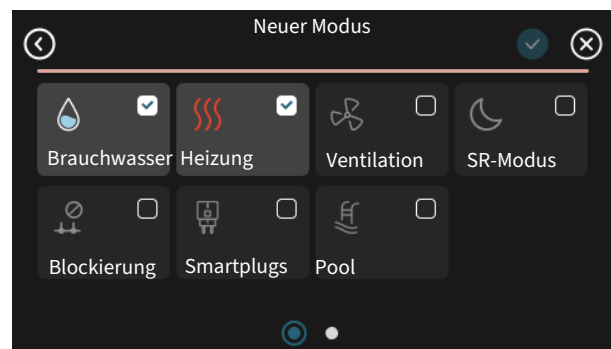 Neuer Modus
Brauchwasser Heizung Ventilation SR-Modus
Blockierung Smartplugs Pool